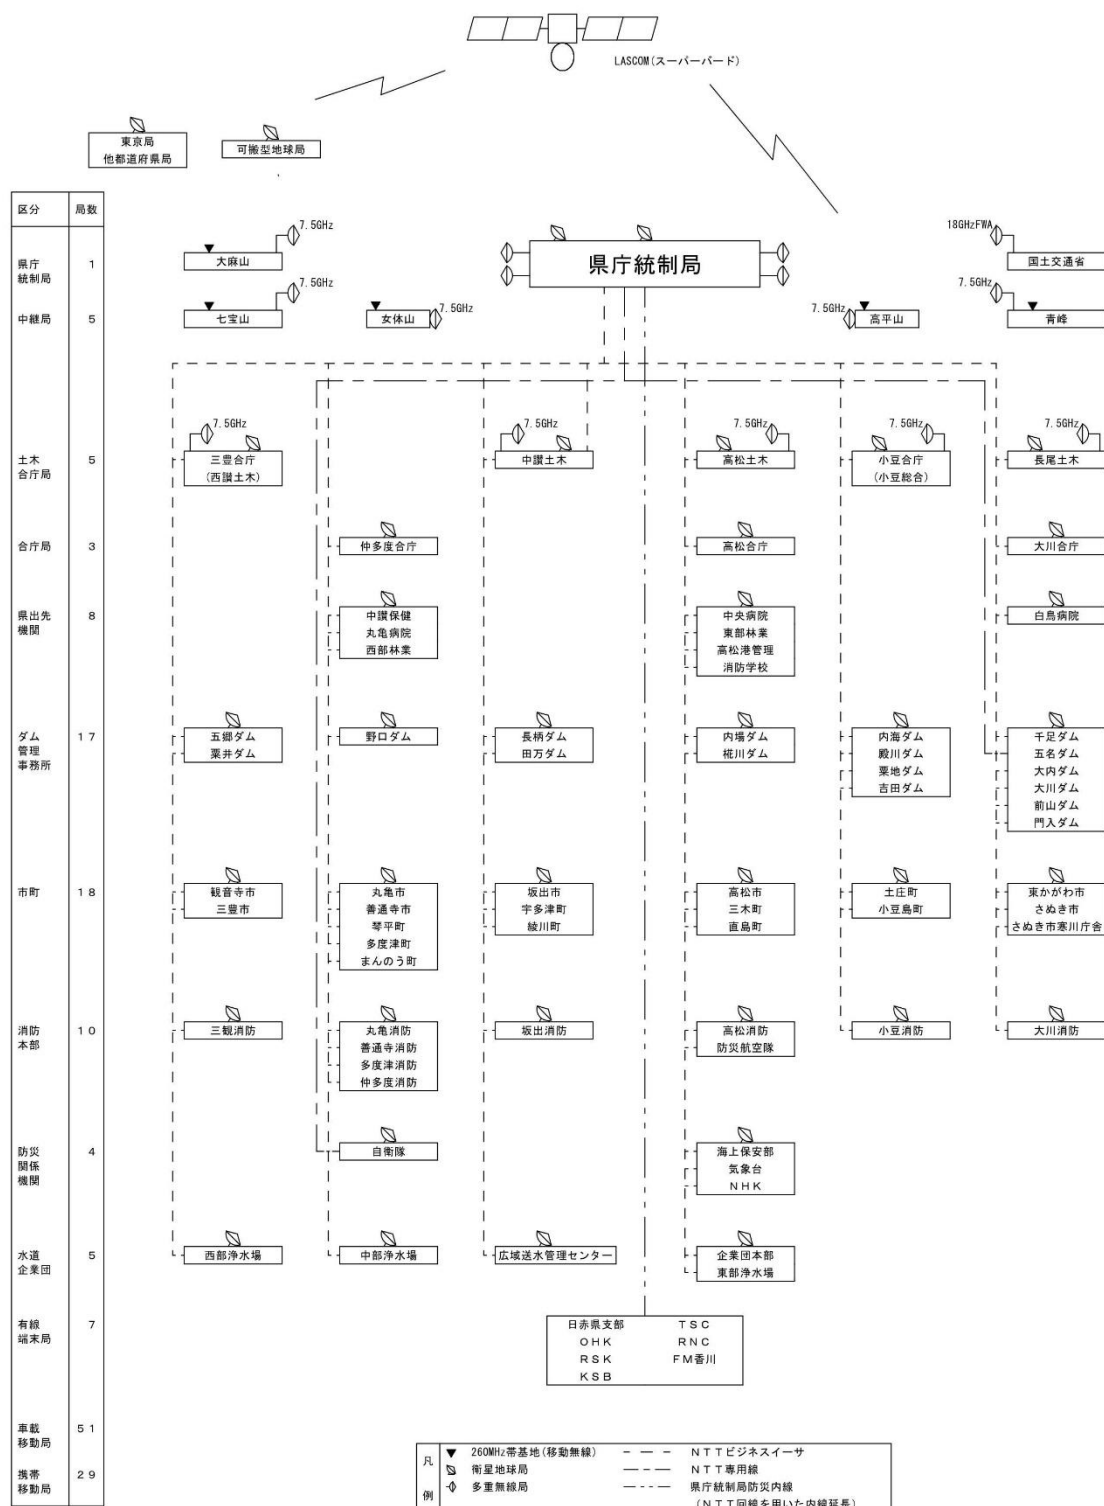 LASCOM(スーパーバード)
東京局
他都道府県局
可搬型地球局
区分 局数
7.5GHz
18GHzFWA
県庁
統制局
1
大麻山
県庁統制局
国土交通省
7.5GHz
7.5GHz
中継局 5
七宝山
女体山
7.5GHz
7.5GHz
高平山
青峰
7.5GHz
7.5GHz
7.5GHz
7.5GHz
7.5GHz
土木
合庁局
5
三豊合庁
(西讃土木)
中讃土木
高松土木
小豆合庁
(小豆総合)
長尾土木
合庁局 3
仲多度合庁
高松合庁
大川合庁
県出先
機関
8
中讃保健
丸亀病院
西部林業
中央病院
東部林業
高松港管理
消防学校
白鳥病院
ダム
管理
事務所
17
五郷ダム
粟井ダム
野口ダム
長柄ダム
田万ダム
内場ダム
椛川ダム
内海ダム
殿川ダム
粟地ダム
吉田ダム
千足ダム
五名ダム
大内ダム
大川ダム
前山ダム
門入ダム
市町 18
観音寺市
三豊市
丸亀市
善通寺市
琴平町
多度津町
まんのう町
坂出市
宇多津町
綾川町
高松市
三木町
直島町
土庄町
小豆島町
東かがわ市
さぬき市
さぬき市寒川庁舎
消防
本部
10
三観消防
丸亀消防
善通寺消防
多度津消防
仲多度消防
坂出消防
高松消防
防災航空隊
小豆消防
大川消防
防災
関係
機関
4
自衛隊
海上保安部
気象台
NHK
水道
企業団
5
西部浄水場
中部浄水場
広域送水管理センター
企業団本部
東部浄水場
有線
端末局
7
日赤県支部 TSC
OHK RNC
RSK FM香川
KSB
車載
移動局
51
携帯
移動局
29
凡
例
260MHz帯基地(移動無線)
衛星地球局
多重無線局
NTTビジネスイーサ
NTT専用線
県庁統制局防災内線
(NTT回線を用いた内線延長)